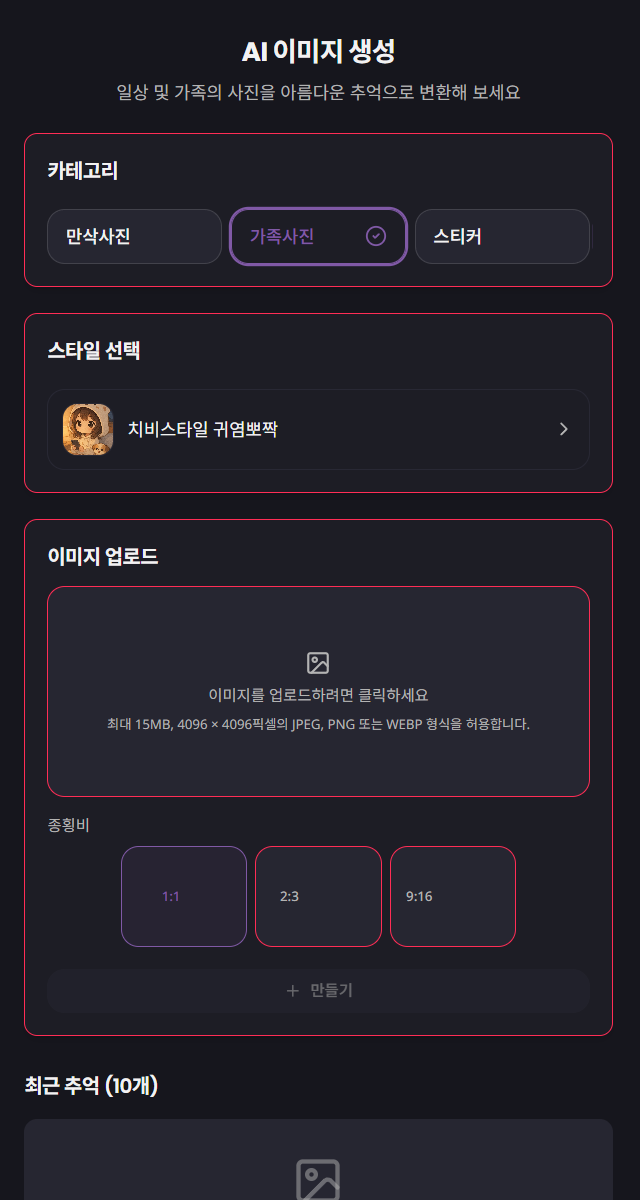 AI 이미지 생성
일상 및 가족의 사진을 아름다운 추억으로 변환해 보세요
카테고리
만삭사진
가족사진
스티커
스타일 선택
치비스타일 귀염뽀짝
이미지 업로드
이미지를 업로드하려면 클릭하세요
최대 15MB, 4096 × 4096픽셀의 JPEG, PNG 또는 WEBP 형식을 허용합니다.
종횡비
1:1
2:3
9:16
만들기
최근 추억 (10개)